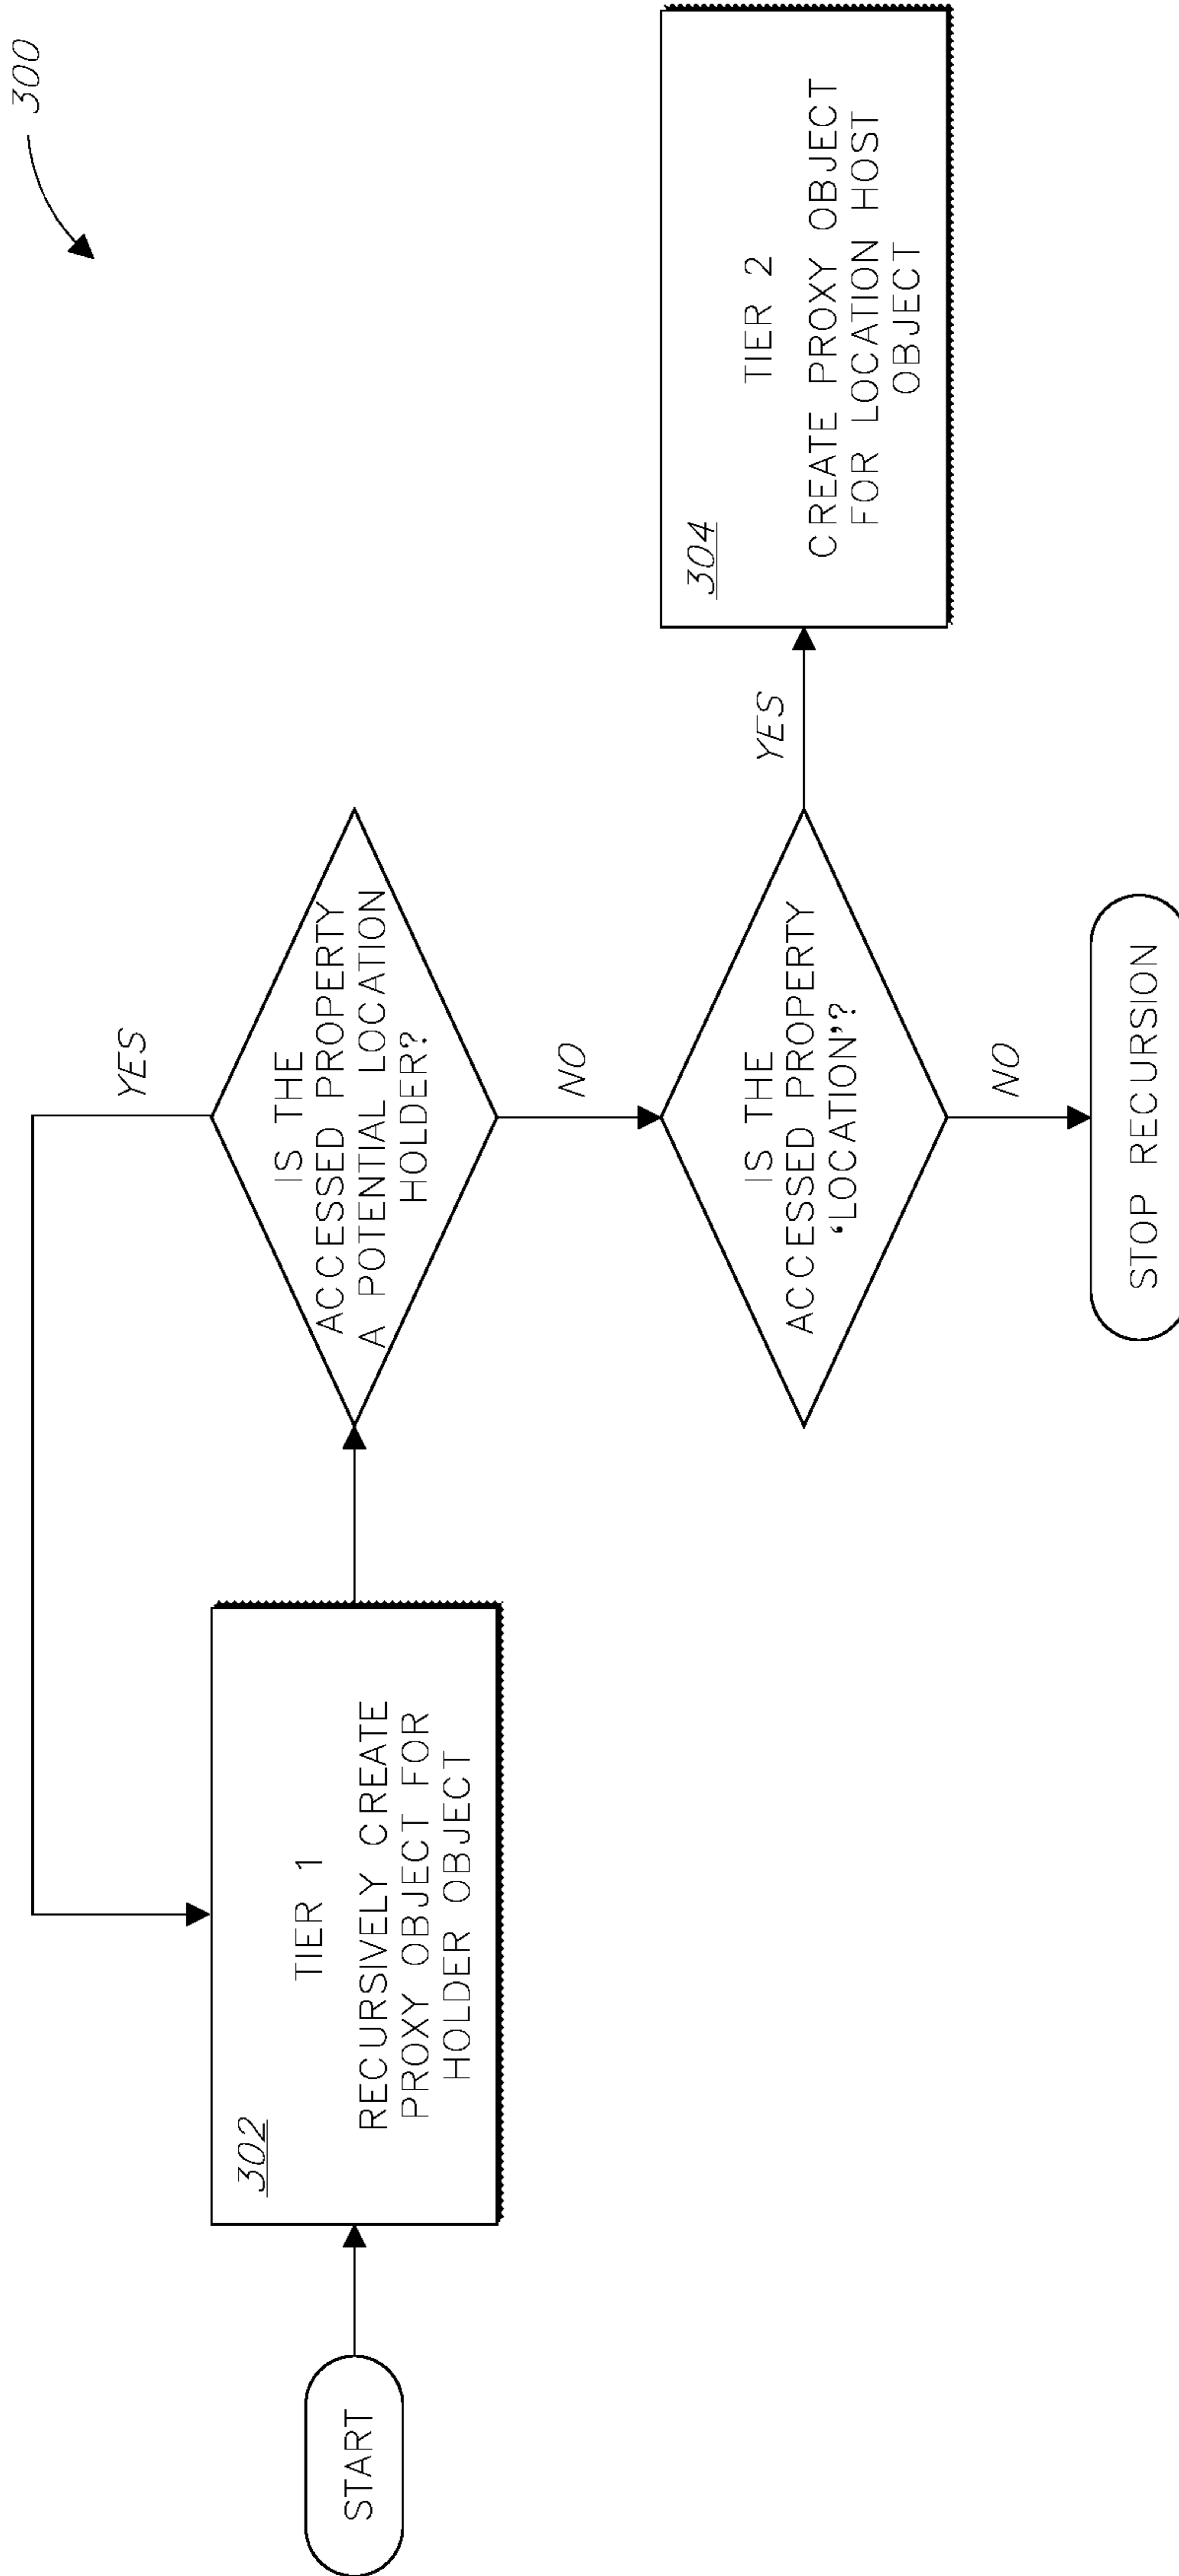 300
START
302
TIER 1
RECURSIVELY CREATE
PROXY OBJECT FOR
HOLDER OBJECT
YES
IS THE
ACCESSED PROPERTY
A POTENTIAL LOCATION
HOLDER?
NO
IS THE
ACCESSED PROPERTY
'LOCATION'?
YES
304
TIER 2
CREATE PROXY OBJECT
FOR LOCATION HOST
OBJECT
NO
STOP RECURSION